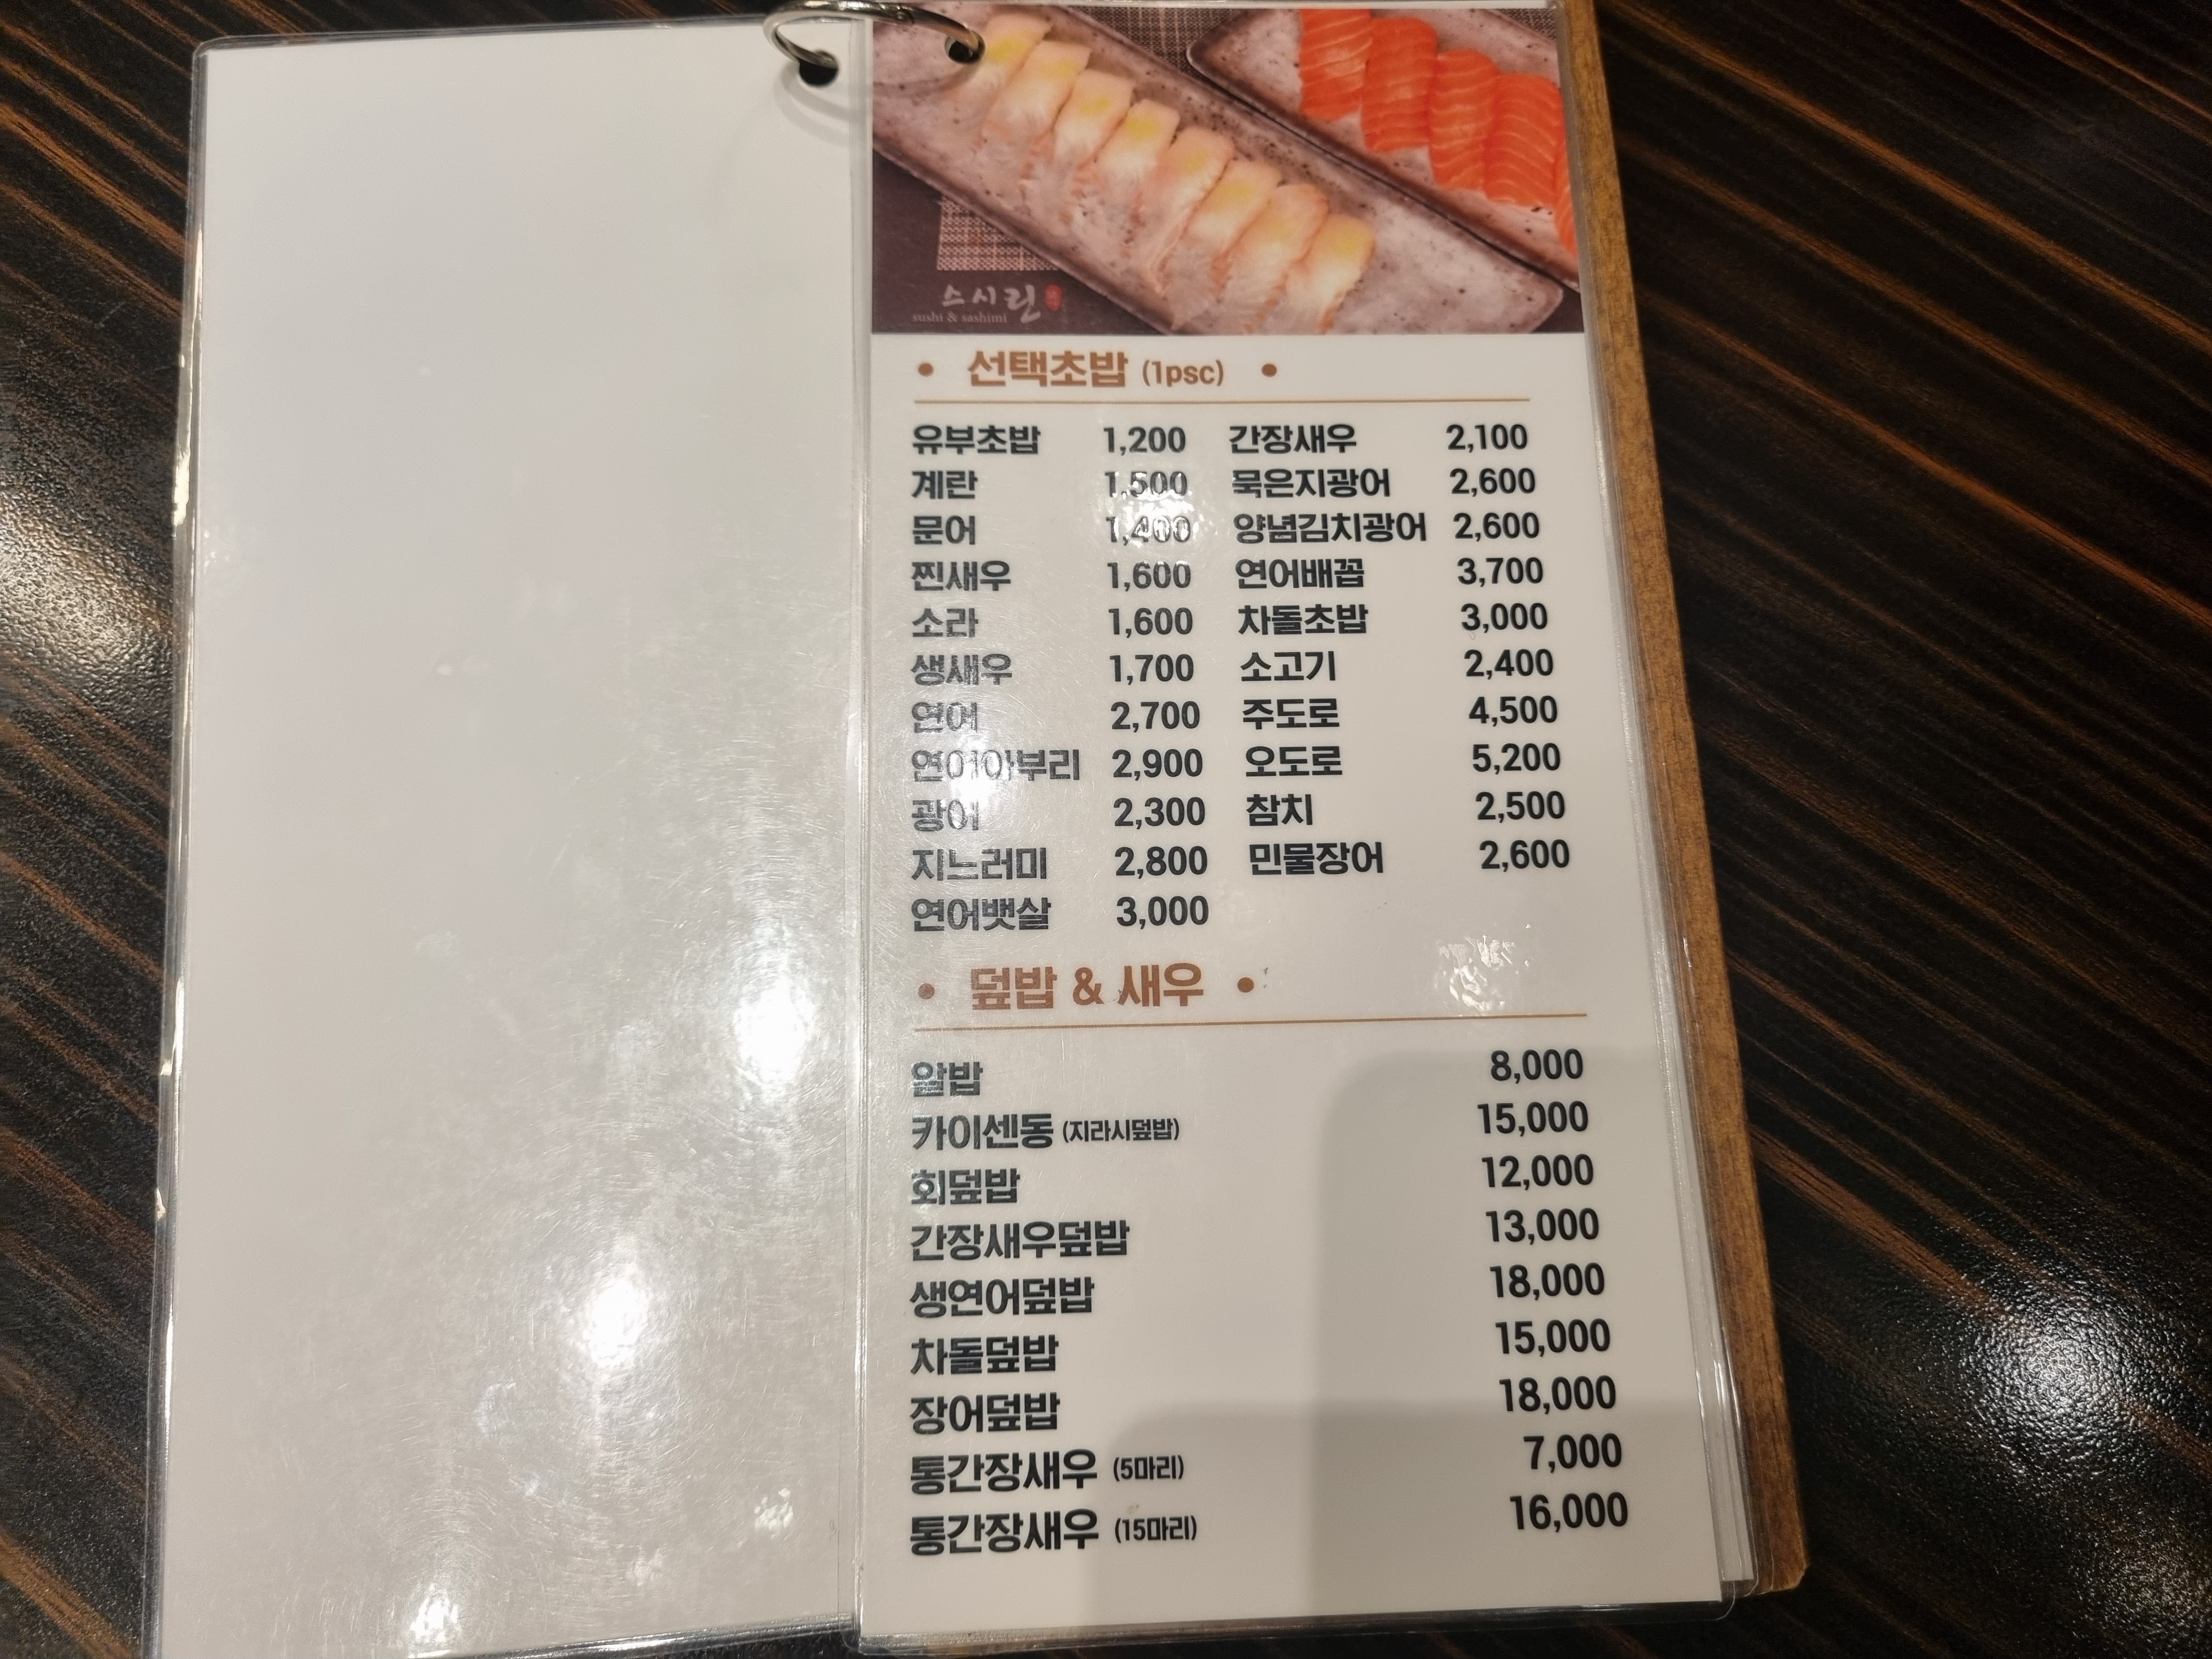 스시린
sushi & sashimi
• 선택초밥 (1psc) •
유부초밥 1,200 간장새우 2,100
계란 1,500 묵은지광어 2,600
문어 1,400 양념김치광어 2,600
찐새우 1,600 연어배꼽 3,700
소라 1,600 차돌초밥 3,000
생새우 1,700 소고기 2,400
연어 2,700 주도로 4,500
연어아부리 2,900 오도로 5,200
광어 2,300 참치 2,500
지느러미 2,800 민물장어 2,600
연어뱃살 3,000
• 덮밥 & 새우 •
알밥 8,000
카이센동 (지라시덮밥) 15,000
회덮밥 12,000
간장새우덮밥 13,000
생연어덮밥 18,000
차돌덮밥 15,000
장어덮밥 18,000
통간장새우 (5마리) 7,000
통간장새우 (15마리) 16,000